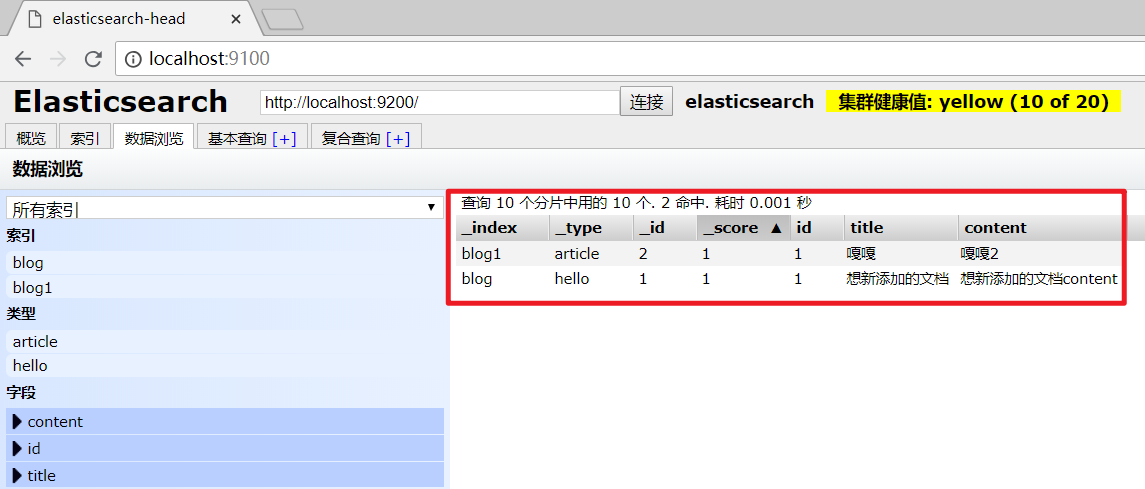 elasticsearch-head
localhost:9100
Elasticsearch http://localhost:9200/ 连接 elasticsearch 集群健康值: yellow (10 of 20)
概览 索引 数据浏览 基本查询 [+] 复合查询 [+]
数据浏览
所有索引
索引
blog
blog1
类型
article
hello
字段
content
id
title
查询 10 个分片中用的 10 个. 2 命中. 耗时 0.001 秒
_index _type _id _score ▲ id title content
blog1 article 2 1 1 嘎嘎 嘎嘎2
blog hello 1 1 1 想新添加的文档 想新添加的文档content